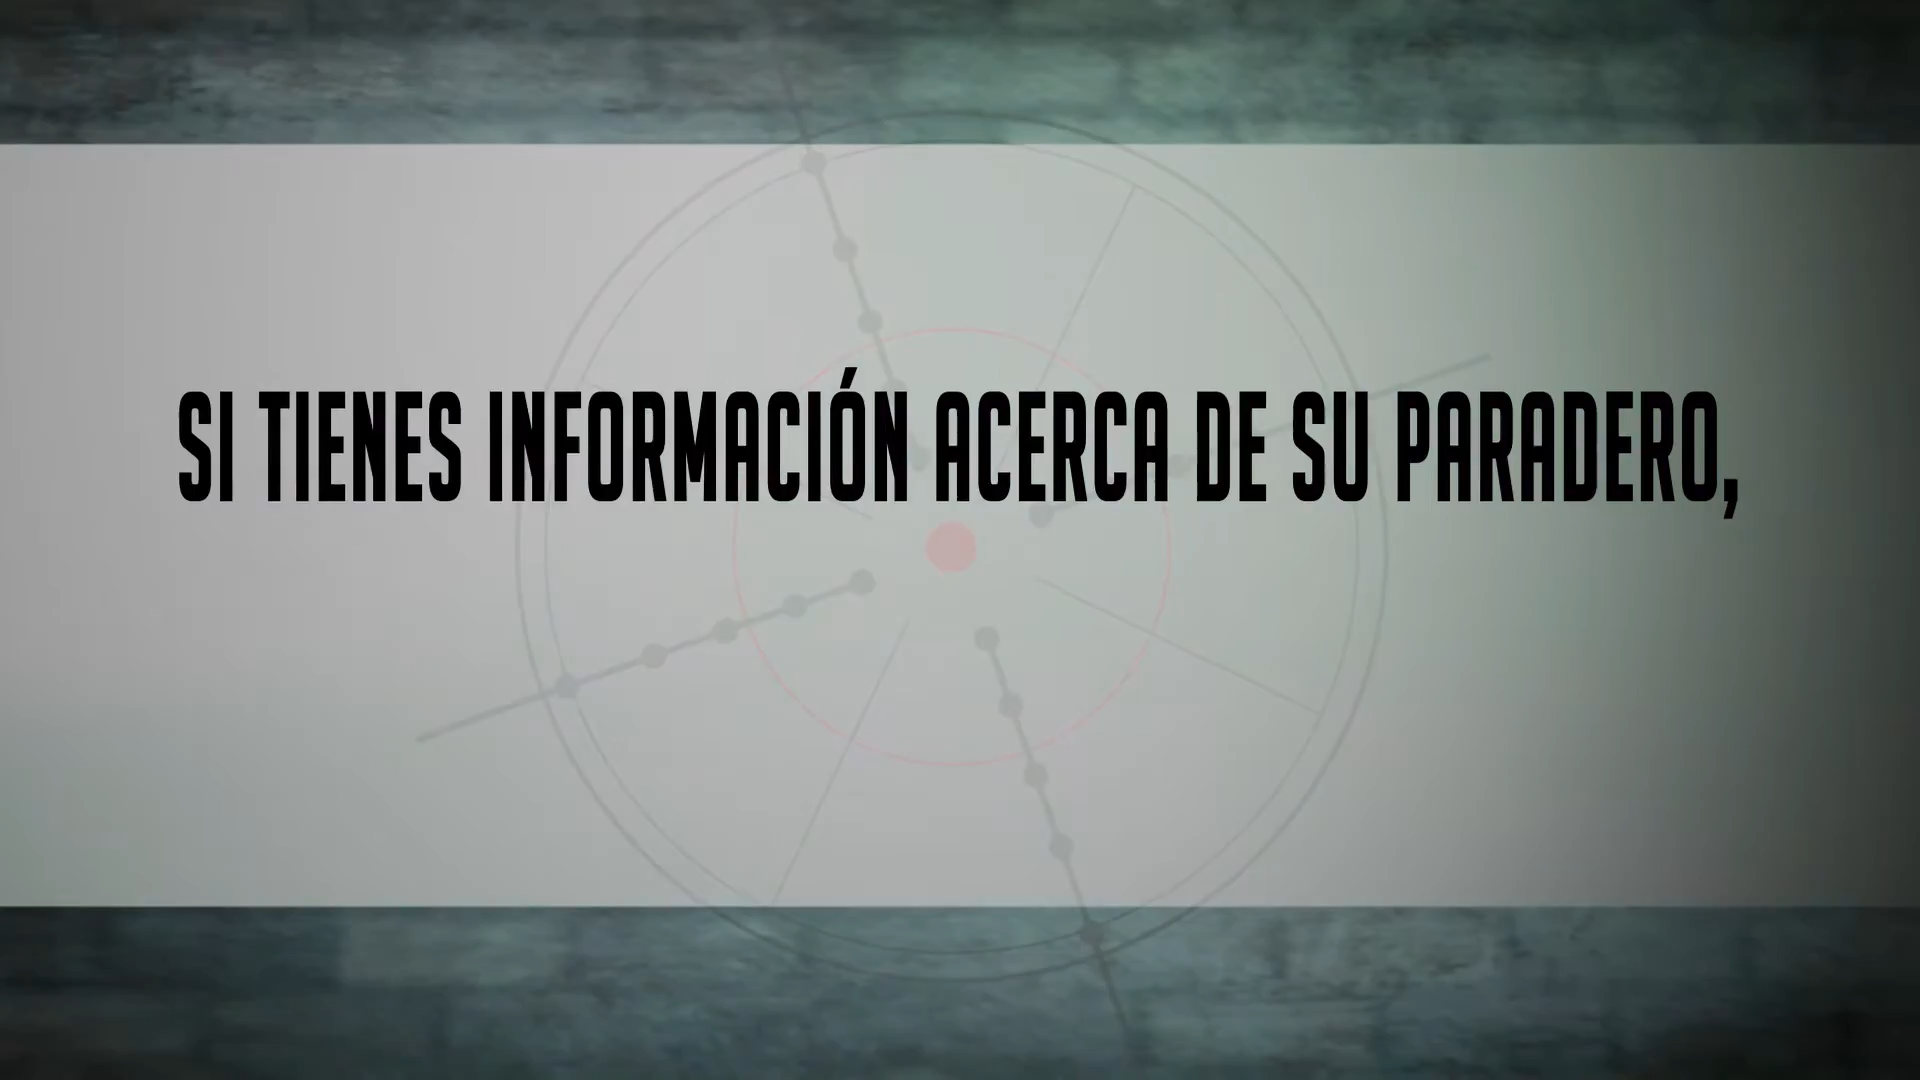 SI TIENES INFORMACIÓN ACERCA DE SU PARADERO,